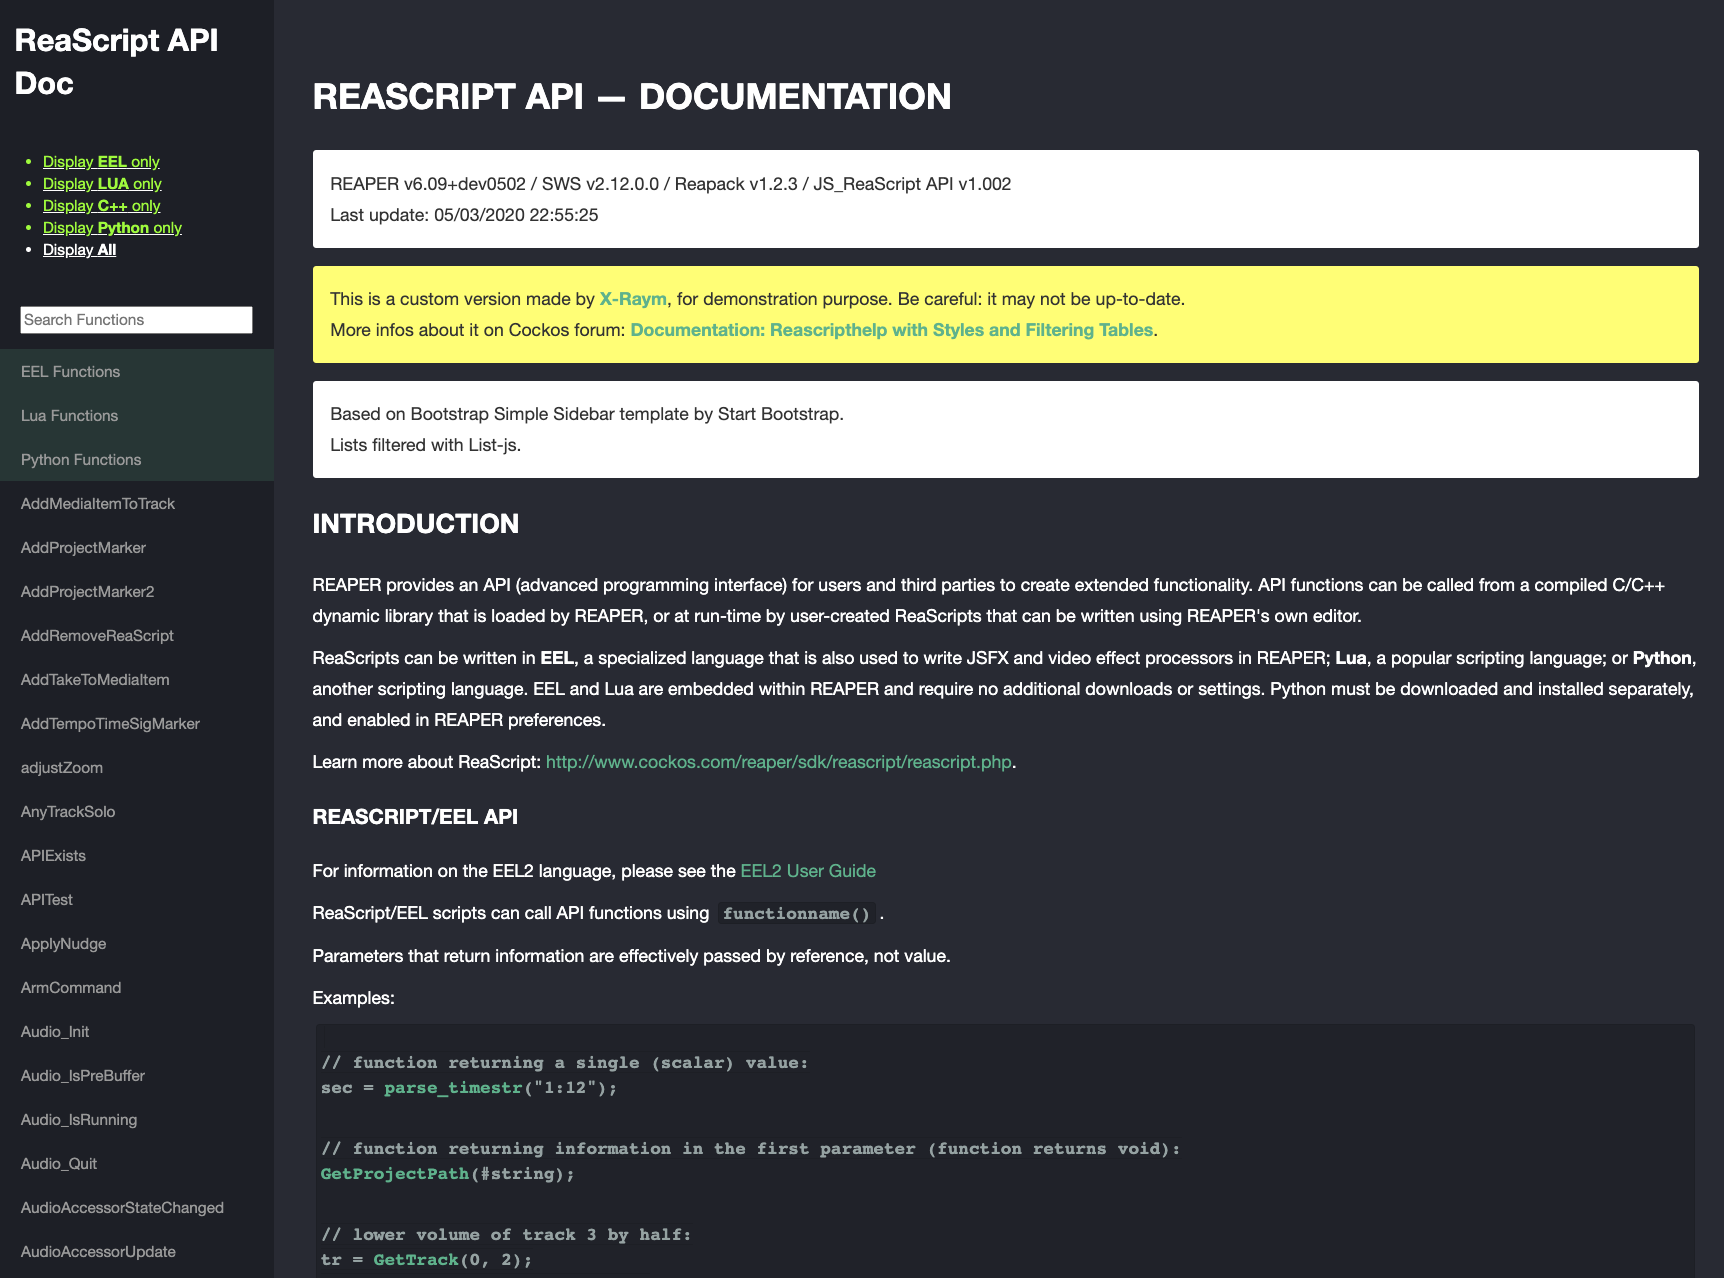 ReaScript API
Doc
Display EEL only
Display LUA only
Display C++ only
Display Python only
Display All
Search Functions
EEL Functions
Lua Functions
Python Functions
AddMediaItemToTrack
AddProjectMarker
AddProjectMarker2
AddRemoveReaScript
AddTakeToMediaItem
AddTempoTimeSigMarker
adjustZoom
AnyTrackSolo
APIExists
APITest
ApplyNudge
ArmCommand
Audio_Init
Audio_IsPreBuffer
Audio_IsRunning
Audio_Quit
AudioAccessorStateChanged
AudioAccessorUpdate
REASCRIPT API — DOCUMENTATION
REAPER v6.09+dev0502 / SWS v2.12.0.0 / Reapack v1.2.3 / JS_ReaScript API v1.002
Last update: 05/03/2020 22:55:25
This is a custom version made by X-Raym, for demonstration purpose. Be careful: it may not be up-to-date.
More infos about it on Cockos forum: Documentation: Reascripthelp with Styles and Filtering Tables.
Based on Bootstrap Simple Sidebar template by Start Bootstrap.
Lists filtered with List-js.
INTRODUCTION
REAPER provides an API (advanced programming interface) for users and third parties to create extended functionality. API functions can be called from a compiled C/C++
dynamic library that is loaded by REAPER, or at run-time by user-created ReaScripts that can be written using REAPER's own editor.
ReaScripts can be written in EEL, a specialized language that is also used to write JSFX and video effect processors in REAPER; Lua, a popular scripting language; or Python,
another scripting language. EEL and Lua are embedded within REAPER and require no additional downloads or settings. Python must be downloaded and installed separately,
and enabled in REAPER preferences.
Learn more about ReaScript: http://www.cockos.com/reaper/sdk/reascript/reascript.php.
REASCRIPT/EEL API
For information on the EEL2 language, please see the EEL2 User Guide
ReaScript/EEL scripts can call API functions using functionname() .
Parameters that return information are effectively passed by reference, not value.
Examples:
// function returning a single (scalar) value:
sec = parse_timestr("1:12");
// function returning information in the first parameter (function returns void):
GetProjectPath(#string);
// lower volume of track 3 by half:
tr = GetTrack(0, 2);